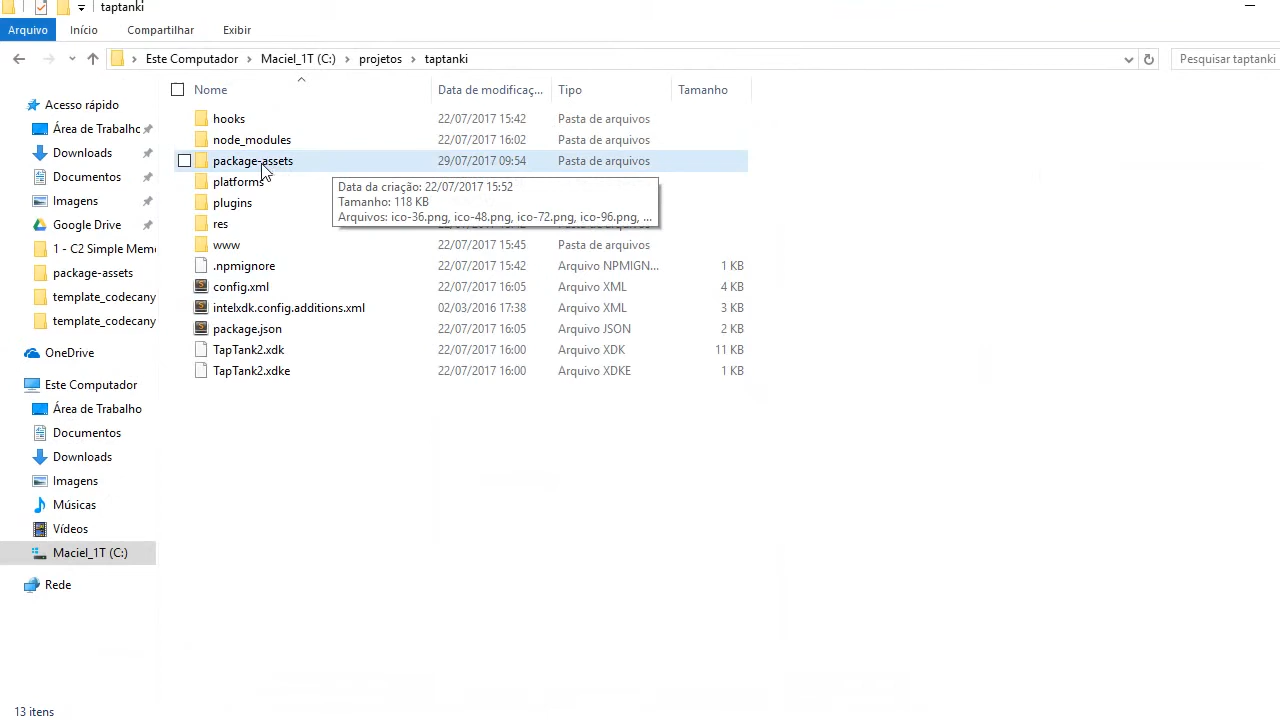 taptanki
Arquivo Início Compartilhar Exibir
Este Computador Maciel_1T (C:) projetos taptanki Pesquisar taptanki
Nome Data de modificaç... Tipo Tamanho
Acesso rápido
Área de Trabalhc
Downloads
Documentos
Imagens
Google Drive
1 - C2 Simple Meme
package-assets
template_codecany
template_codecany
OneDrive
Este Computador
Área de Trabalho
Documentos
Downloads
Imagens
Músicas
Vídeos
Maciel_1T (C:)
Rede
hooks 22/07/2017 15:42 Pasta de arquivos
node_modules 22/07/2017 16:02 Pasta de arquivos
package-assets 29/07/2017 09:54 Pasta de arquivos
platforms
plugins
res
www 22/07/2017 15:45 Pasta de arquivos
.npmignore 22/07/2017 15:42 Arquivo NPMIGN... 1 KB
config.xml 22/07/2017 16:05 Arquivo XML 4 KB
intelxdk.config.additions.xml 02/03/2016 17:38 Arquivo XML 3 KB
package.json 22/07/2017 16:05 Arquivo JSON 2 KB
TapTank2.xdk 22/07/2017 16:00 Arquivo XDK 11 KB
TapTank2.xdke 22/07/2017 16:00 Arquivo XDKE 1 KB
Data da criação: 22/07/2017 15:52
Tamanho: 118 KB
Arquivos: ico-36.png, ico-48.png, ico-72.png, ico-96.png, ...
13 itens